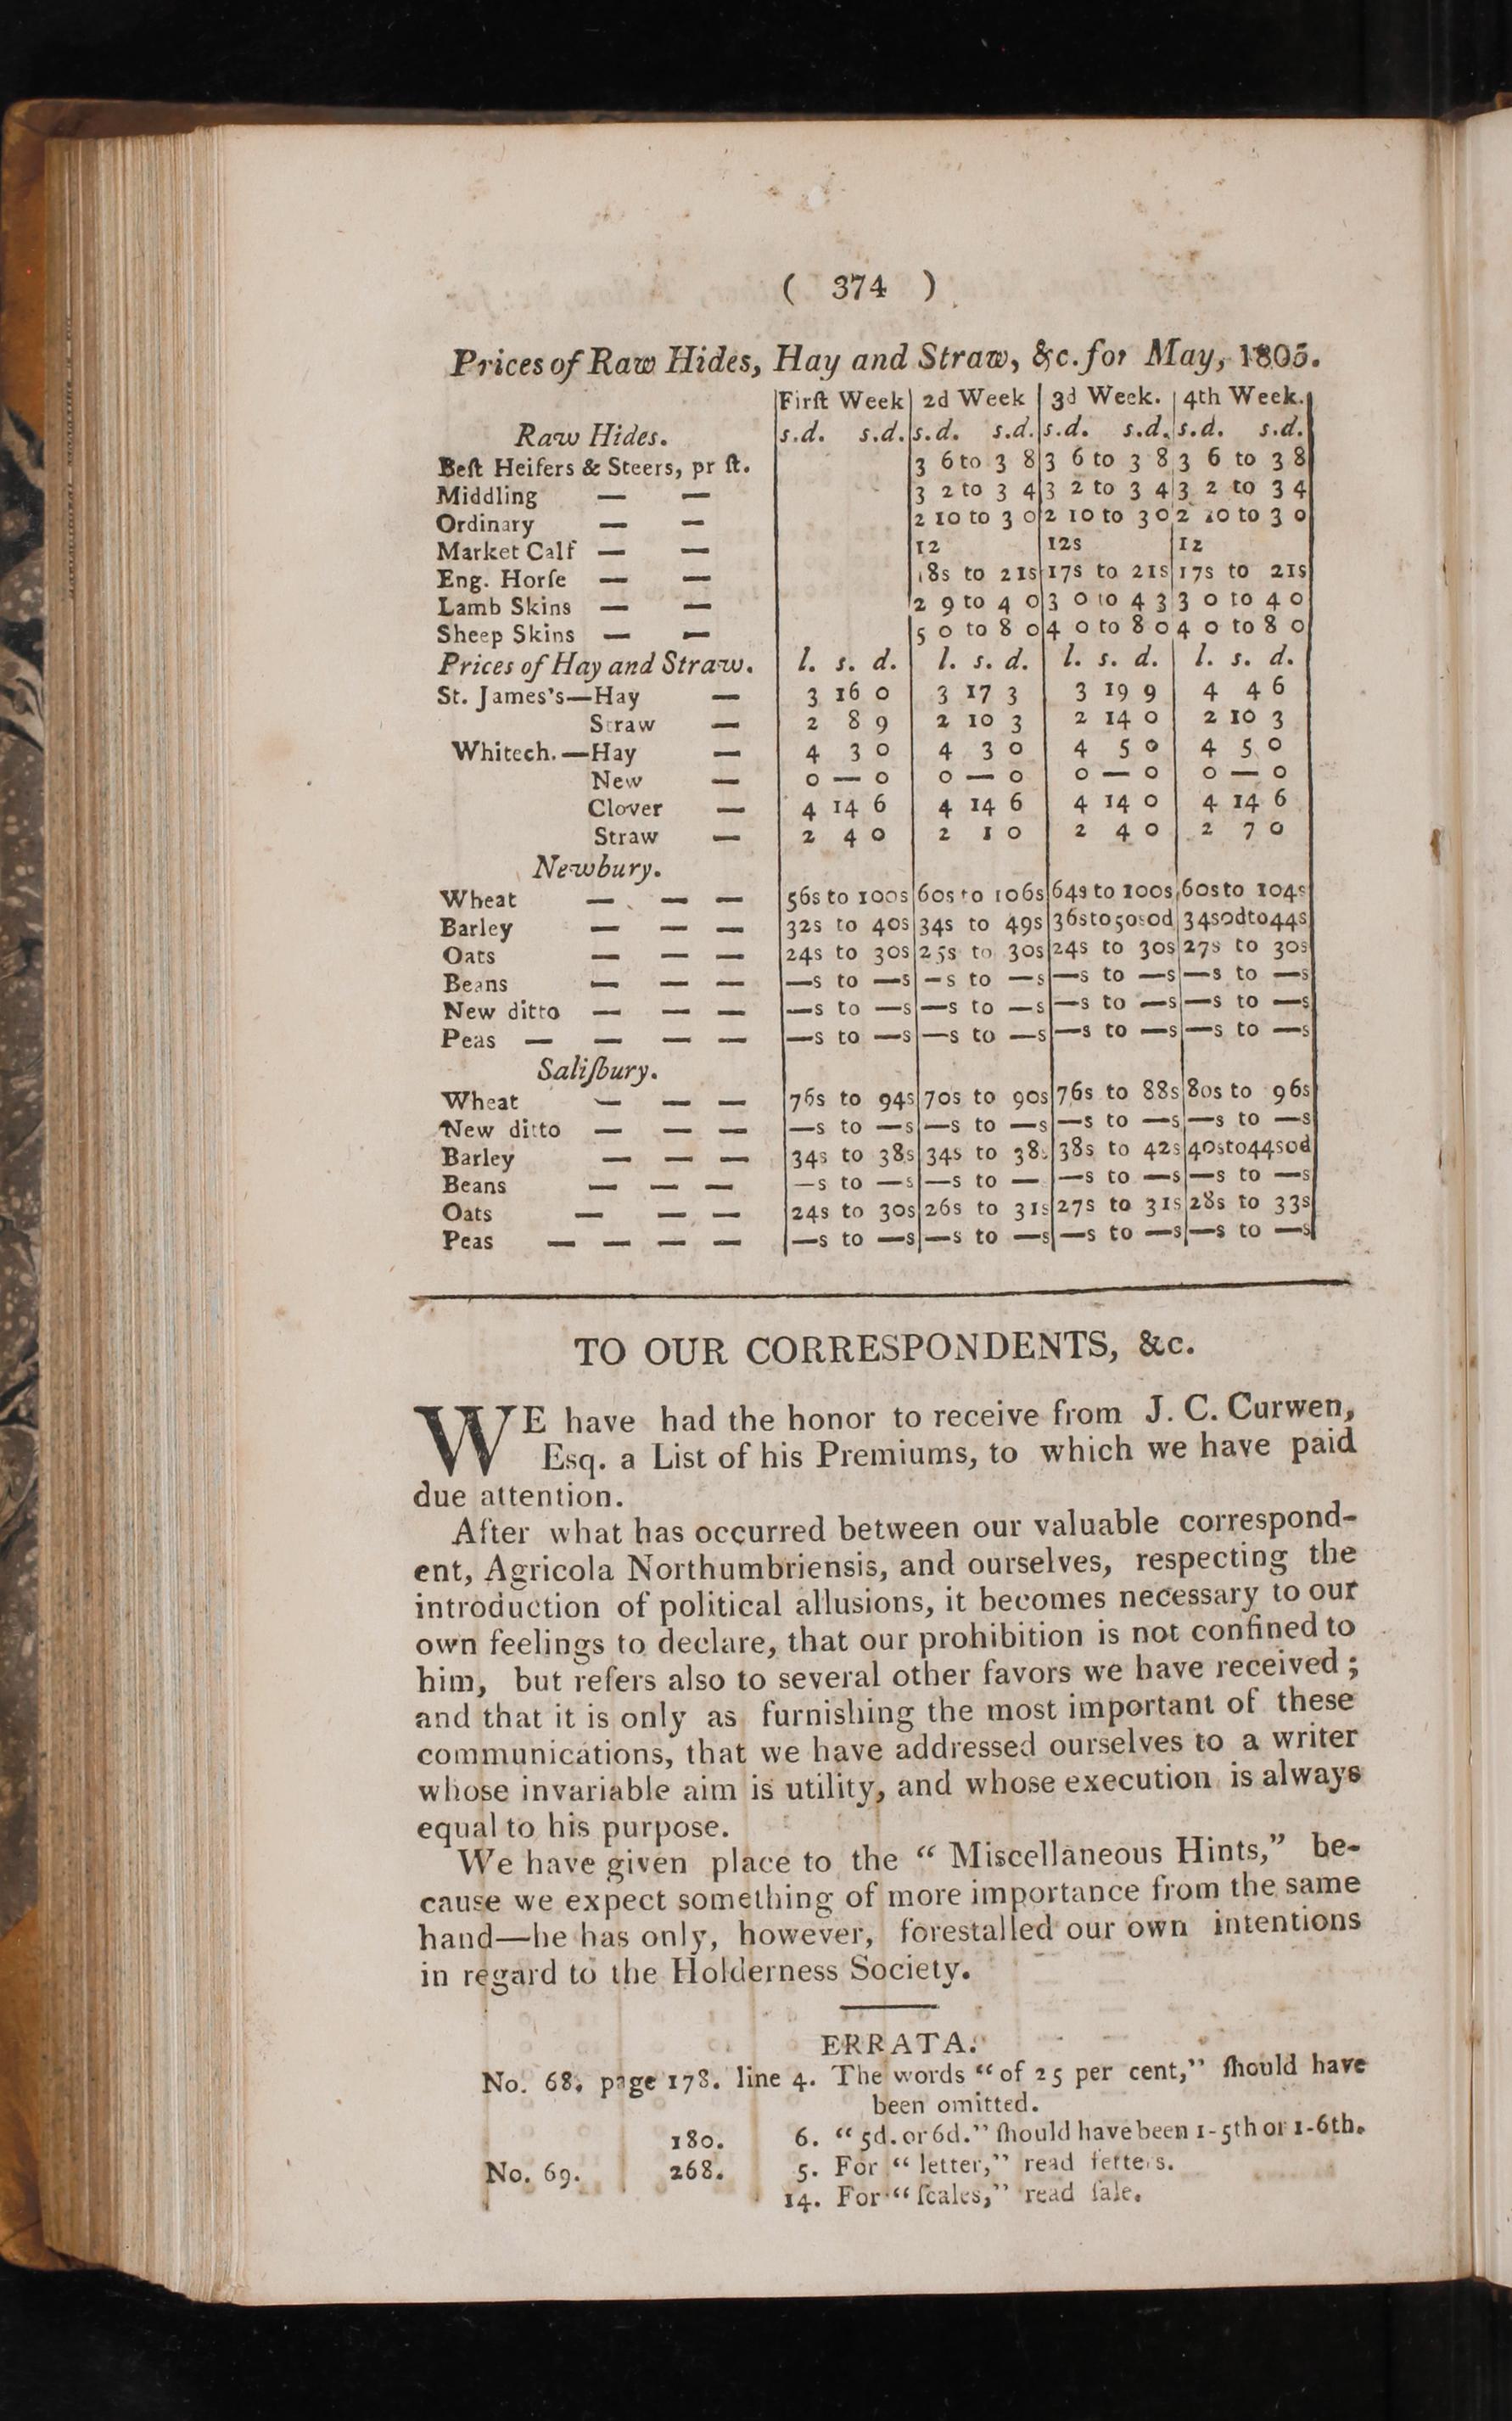 ( 374 )
Prices of Raw Hides, Hay and Straw, &c. for May, 1805.
Firſt Week 2d Week 3d Week. 4th Week.
Raw Hides. s.d. s.d. s.d. s.d. s.d. s.d. s.d. s.d.
Beſt Heifers & Steers, pr ſt. 3 6 to 3 8 3 6 to 3 8 3 6 to 3 8
Middling — — 3 2 to 3 4 3 2 to 3 4 3 2 to 3 4
Ordinary — — 2 10 to 3 0 2 10 to 3 0 2 10 to 3 0
Market Calf — — 12 12s 12
Eng. Horſe — — 18s to 21s 17s to 21s 17s to 21s
Lamb Skins — — 2 9 to 4 0 3 0 to 4 3 3 0 to 4 0
Sheep Skins — — 5 0 to 8 0 4 0 to 8 0 4 0 to 8 0
Prices of Hay and Straw. l. s. d. l. s. d. l. s. d. l. s. d.
St. James's—Hay — 3 16 0 3 17 3 3 19 9 4 4 6
Straw — 2 8 9 2 10 3 2 14 0 2 10 3
Whitech.—Hay — 4 3 0 4 3 0 4 5 0 4 5 0
New — 0 — 0 0 — 0 0 — 0 0 — 0
Clover — 4 14 6 4 14 6 4 14 0 4 14 6
Straw — 2 4 0 2 1 0 2 4 0 2 7 0
Newbury.
Wheat — — — 56s to 100s 60s to 106s 64s to 100s 60s to 104s
Barley — — — 32s to 40s 34s to 49s 36s to 50s0d 34s0d to 44s
Oats — — — 24s to 30s 25s to 30s 24s to 30s 27s to 30s
Beans — — — —s to —s —s to —s —s to —s —s to —s
New ditto — — — —s to —s —s to —s —s to —s —s to —s
Peas — — — — —s to —s —s to —s —s to —s —s to —s
Saliſbury.
Wheat — — — 76s to 94s 70s to 90s 76s to 88s 80s to 96s
New ditto — — — —s to —s —s to —s —s to —s —s to —s
Barley — — — 34s to 38s 34s to 38s 38s to 42s 40s to 44s0d
Beans — — — —s to —s —s to — —s to —s —s to —s
Oats — — — 24s to 30s 26s to 31s 27s to 31s 28s to 33s
Peas — — — — —s to —s —s to —s —s to —s —s to —s
TO OUR CORRESPONDENTS, &c.
WE have had the honor to receive from J. C. Curwen,
Esq. a List of his Premiums, to which we have paid
due attention.
After what has occurred between our valuable correspond-
ent, Agricola Northumbriensis, and ourselves, respecting the
introduction of political allusions, it becomes necessary to our
own feelings to declare, that our prohibition is not confined to
him, but refers also to several other favors we have received;
and that it is only as furnishing the most important of these
communications, that we have addressed ourselves to a writer
whose invariable aim is utility, and whose execution is always
equal to his purpose.
We have given place to the “ Miscellaneous Hints,” be-
cause we expect something of more importance from the same
hand—he has only, however, forestalled our own intentions
in regard to the Holderness Society.
ERRATA.
No. 68, page 178. line 4. The words “ of 25 per cent,” ſhould have
been omitted.
180. 6. “ 5d. or 6d.” ſhould have been 1-5th or 1-6th.
No. 69. 268. 5. For “ letter,” read fetters.
14. For “ ſcales,” read ſale.